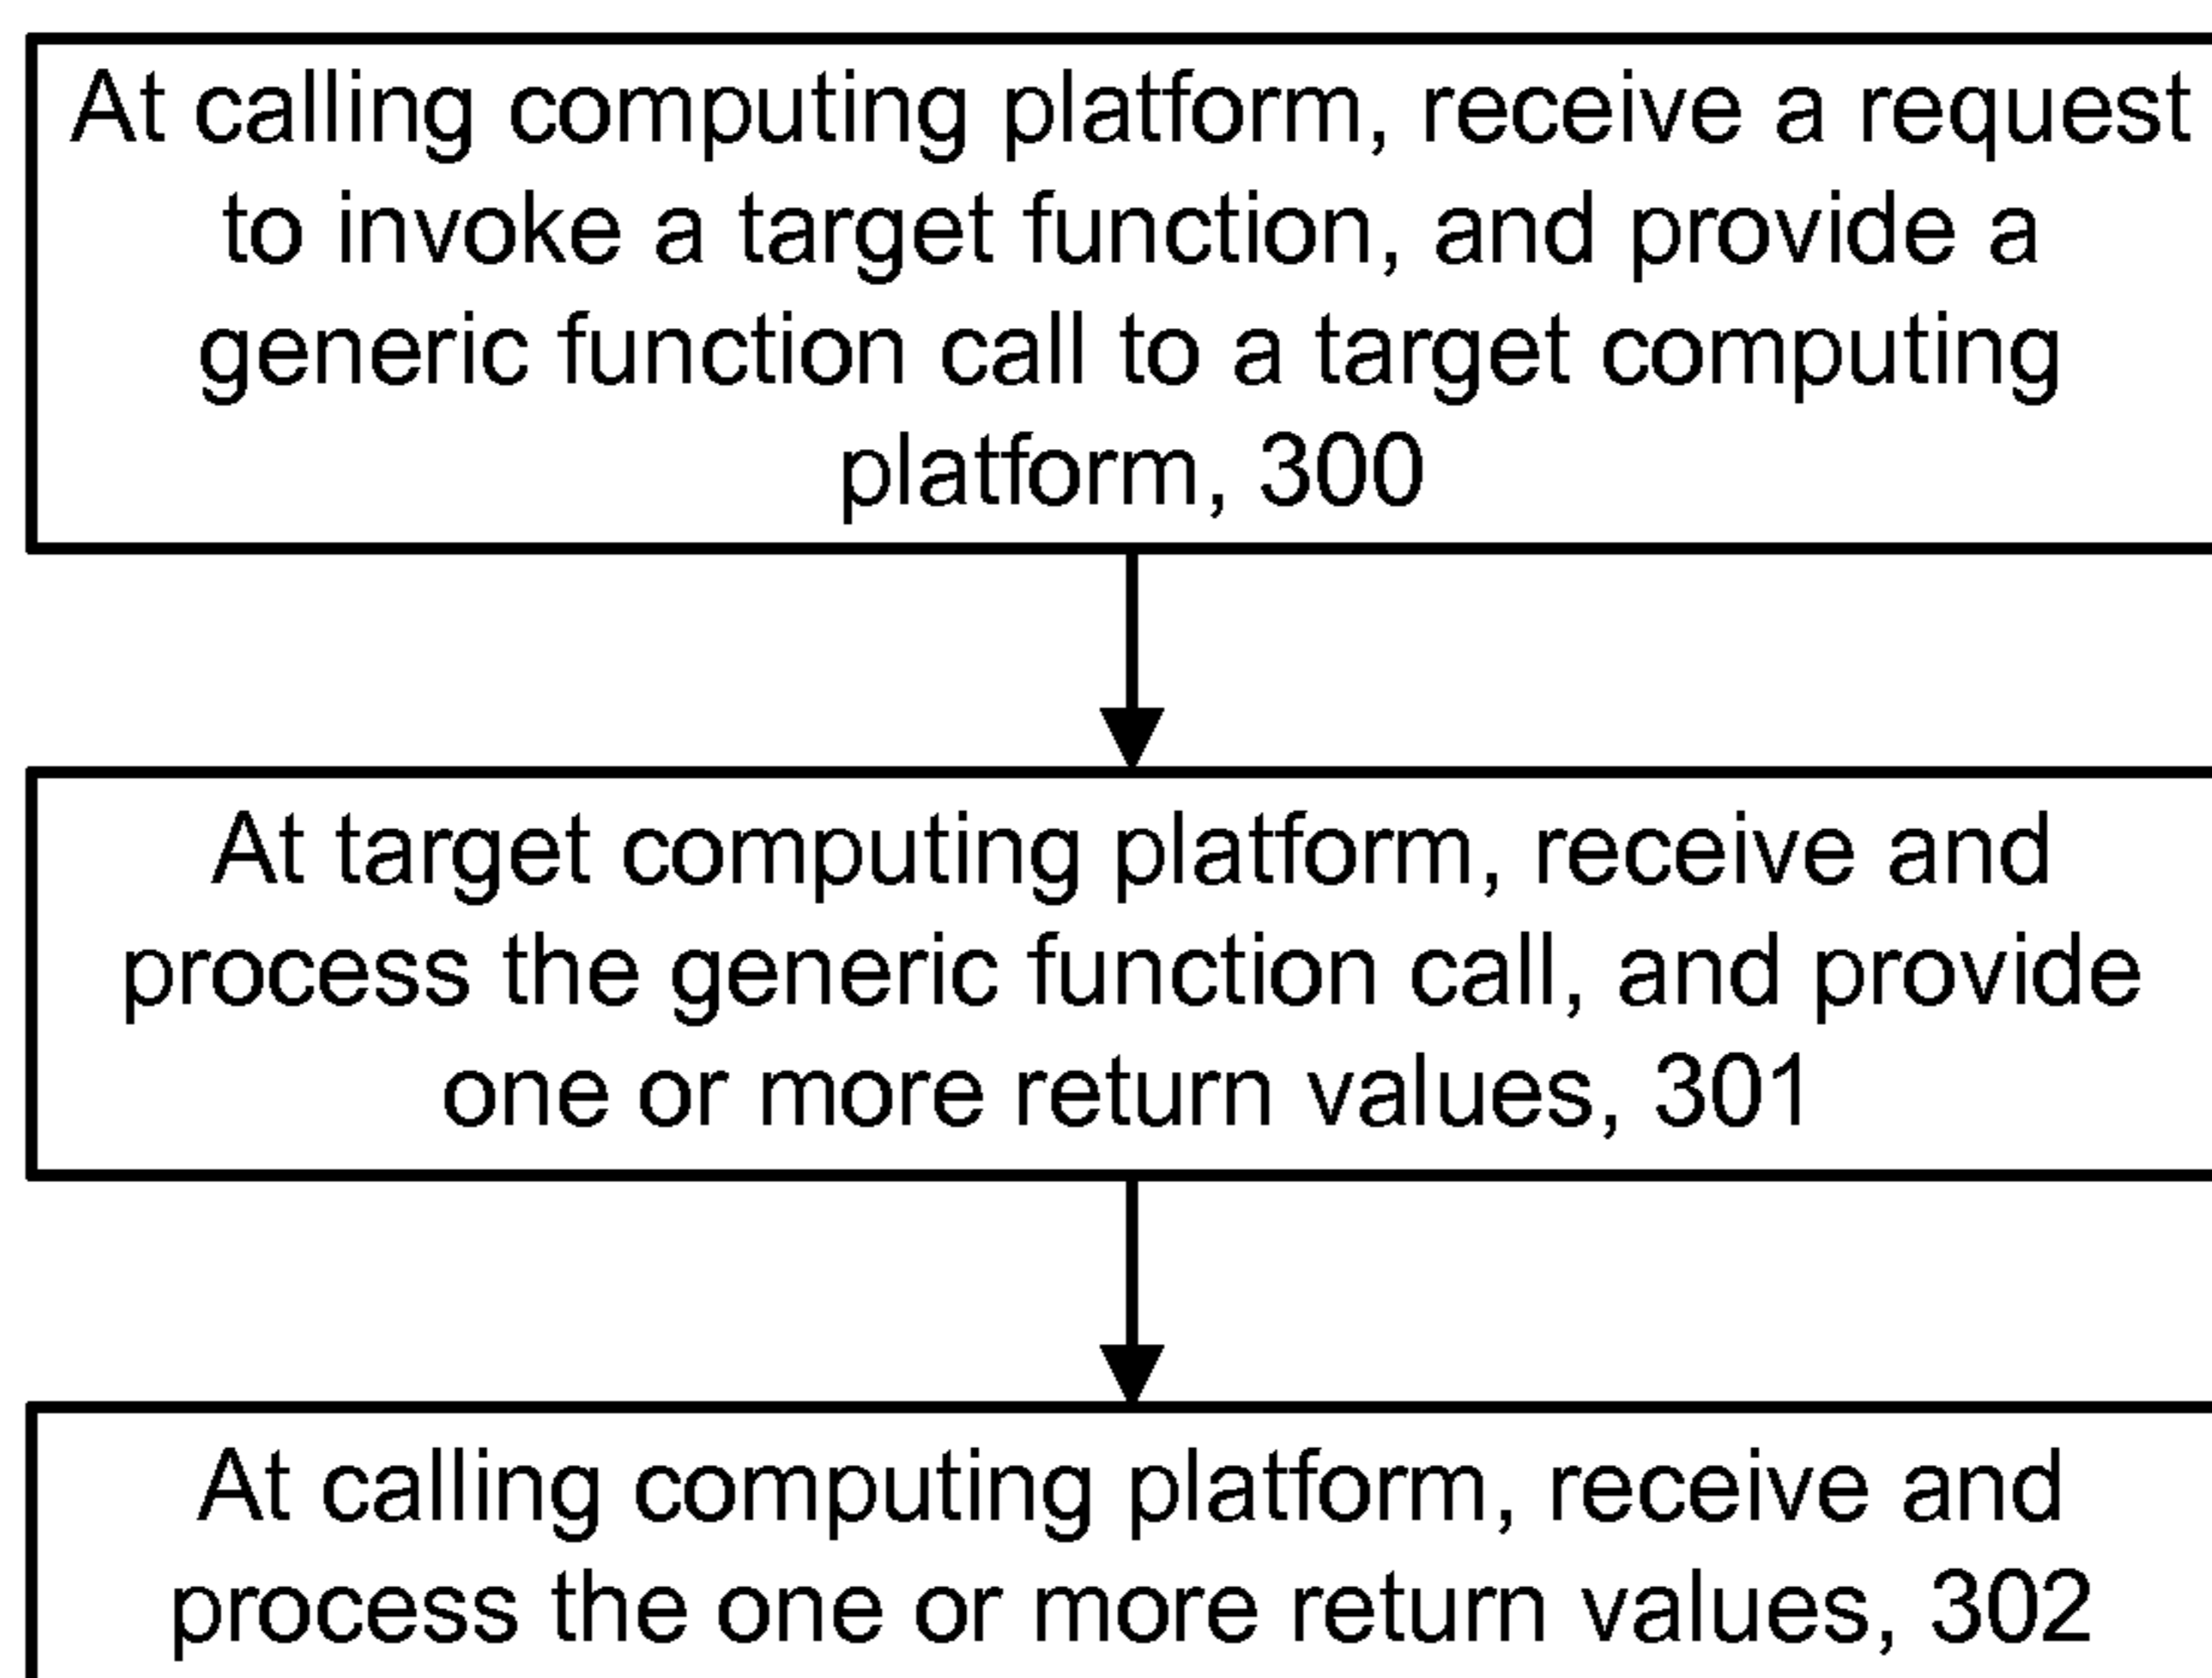 At calling computing platform, receive a request
to invoke a target function, and provide a
generic function call to a target computing
platform, 300
At target computing platform, receive and
process the generic function call, and provide
one or more return values, 301
At calling computing platform, receive and
process the one or more return values, 302